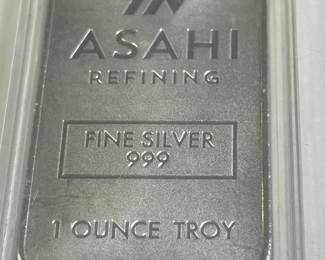 ASAHI
REFINING
FINE SILVER
999
1 OUNCE TROY